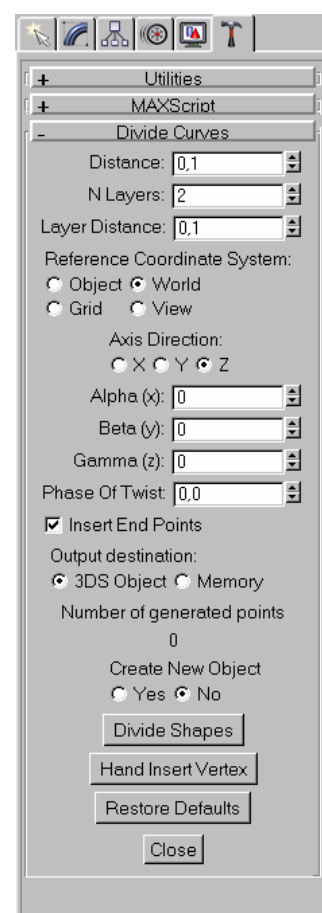 + Utilities
+ MAXScript
- Divide Curves
Distance: 0,1
N Layers: 2
Layer Distance: 0,1
Reference Coordinate System:
Object World
Grid View
Axis Direction:
X Y Z
Alpha (x): 0
Beta (y): 0
Gamma (z): 0
Phase Of Twist: 0,0
Insert End Points
Output destination:
3DS Object Memory
Number of generated points
0
Create New Object
Yes No
Divide Shapes
Hand Insert Vertex
Restore Defaults
Close